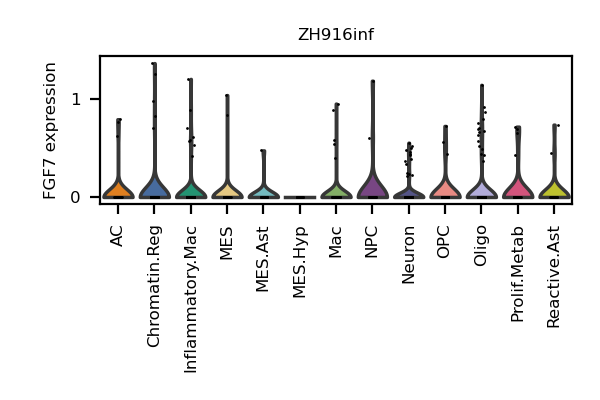 ZH916inf
FGF7 expression
1
0
AC
Chromatin.Reg
Inflammatory.Mac
MES
MES.Ast
MES.Hyp
Mac
NPC
Neuron
OPC
Oligo
Prolif.Metab
Reactive.Ast